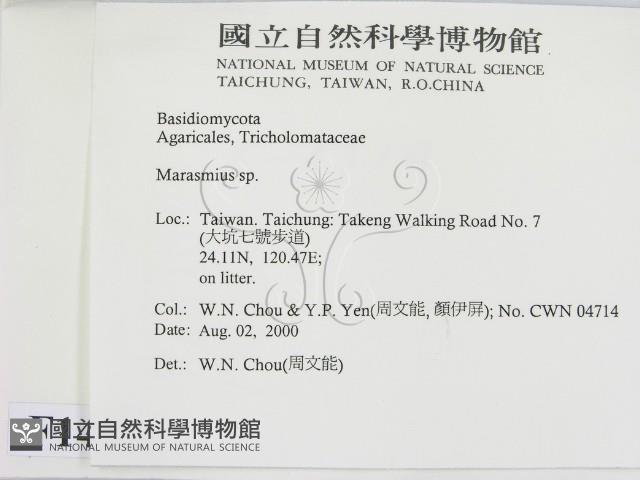 國立自然科學博物館
NATIONAL MUSEUM OF NATURAL SCIENCE
TAICHUNG, TAIWAN, R.O.CHINA
Basidiomycota
Agaricales, Tricholomataceae
Marasmius sp.
Loc.: Taiwan. Taichung: Takeng Walking Road No. 7
(大坑七號步道)
24.11N, 120.47E;
on litter.
Col.: W.N. Chou & Y.P. Yen(周文能, 顏伊屏); No. CWN 04714
Date: Aug. 02, 2000
Det.: W.N. Chou(周文能)
國立自然科學博物館
NATIONAL MUSEUM OF NATURAL SCIENCE